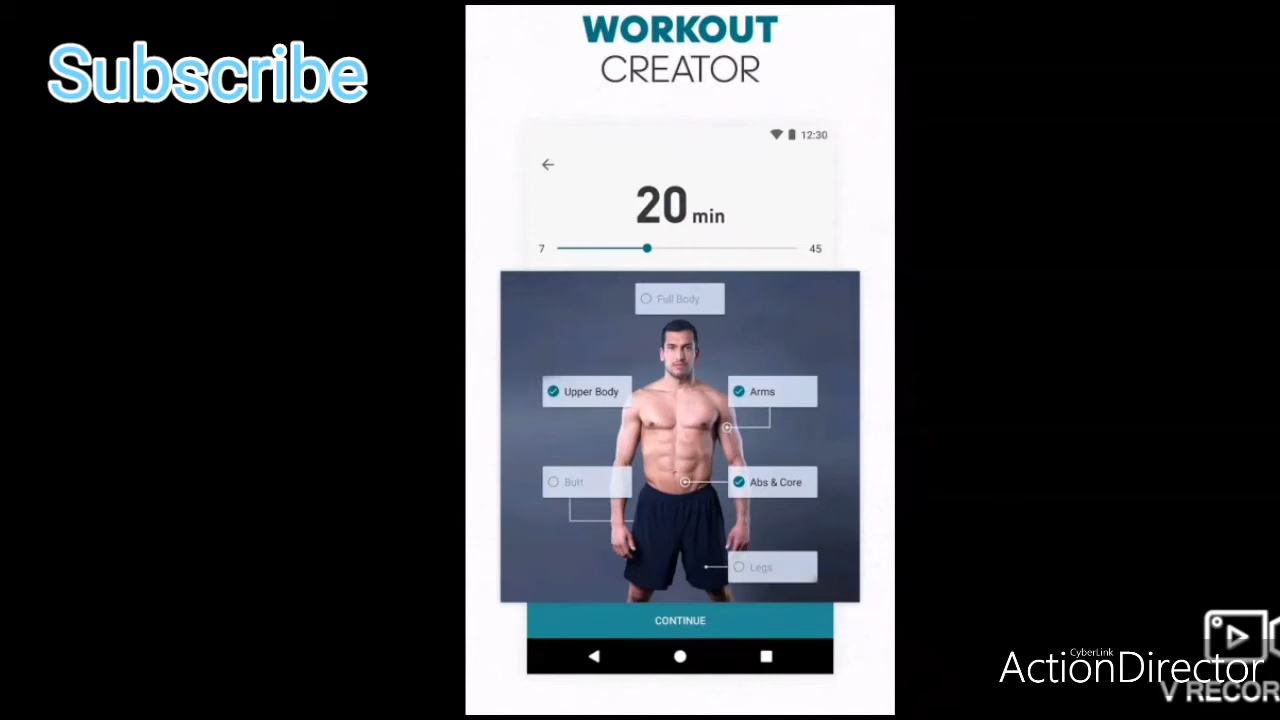 Subscribe
WORKOUT
CREATOR
12:30
20 min
7
45
Full Body
Upper Body
Arms
Butt
Abs & Core
Legs
CONTINUE
CyberLink
ActionDirector
V RECOR